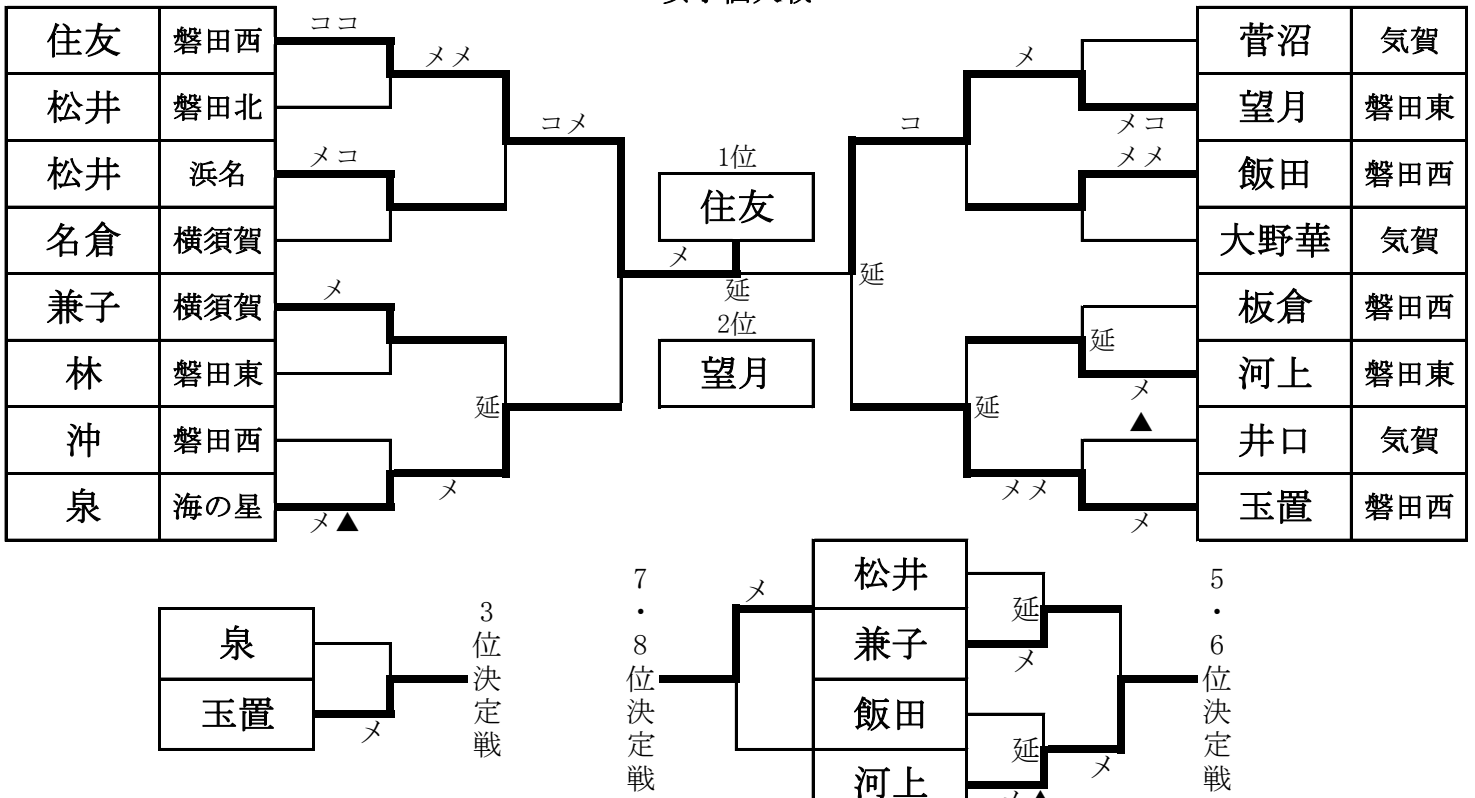 住友 磐田西
松井 磐田北
松井 浜名
名倉 横須賀
兼子 横須賀
林 磐田東
沖 磐田西
泉 海の星
ココ
メコ
メ
メ▲
メメ
延
メ
コメ
1位
住友
メ
延
2位
望月
コ
延
メ
延
メメ
メコ
メメ
延
メ
▲
メ
菅沼 気賀
望月 磐田東
飯田 磐田西
大野華 気賀
板倉 磐田西
河上 磐田東
井口 気賀
玉置 磐田西
泉
玉置
メ
3位決定戦
7・8位決定戦
メ
松井
兼子
飯田
河上
延
メ
延
メ
5・6位決定戦